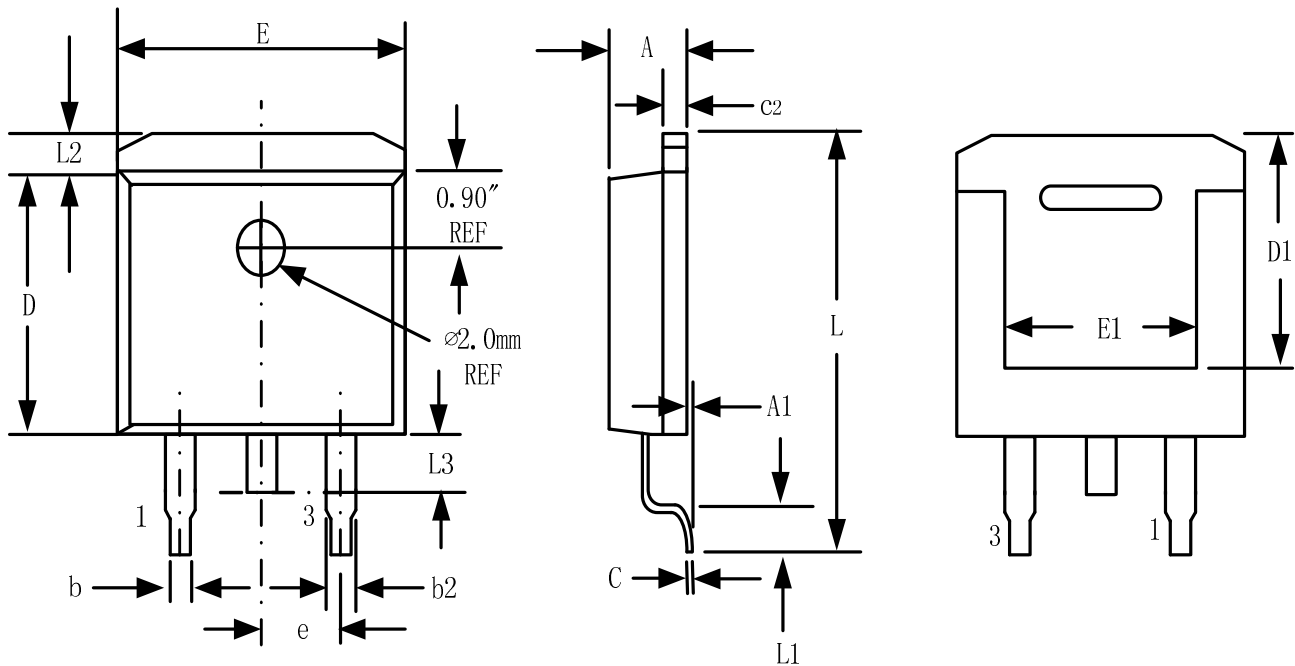 E
L2
0.90″
REF
D
⌀2.0mm
REF
L3
1
3
b
b2
e
A
C2
L
A1
C
L1
D1
E1
3
1